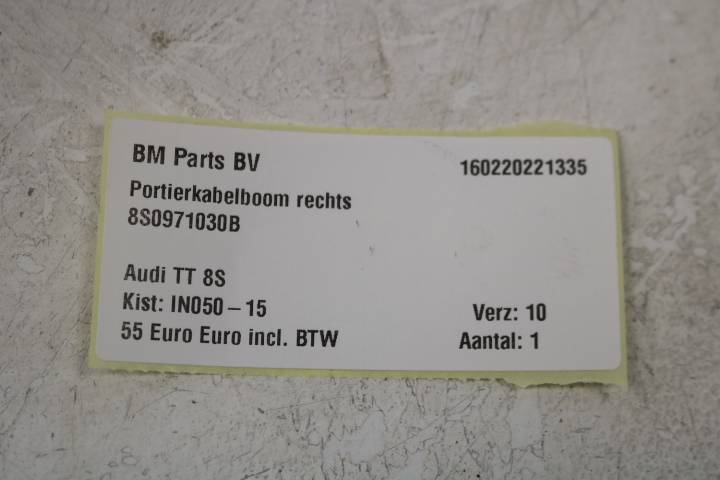 BM Parts BV 160220221335
Portierkabelboom rechts
8S0971030B
Audi TT 8S
Kist: IN050 – 15 Verz: 10
55 Euro Euro incl. BTW Aantal: 1